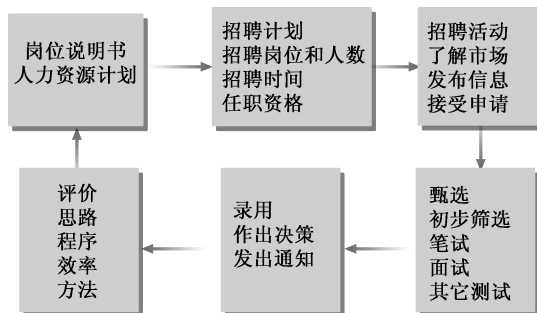 岗位说明书
人力资源计划
招聘计划
招聘岗位和人数
招聘时间
任职资格
招聘活动
了解市场
发布信息
接受申请
甄选
初步筛选
笔试
面试
其它测试
录用
作出决策
发出通知
评价
思路
程序
效率
方法